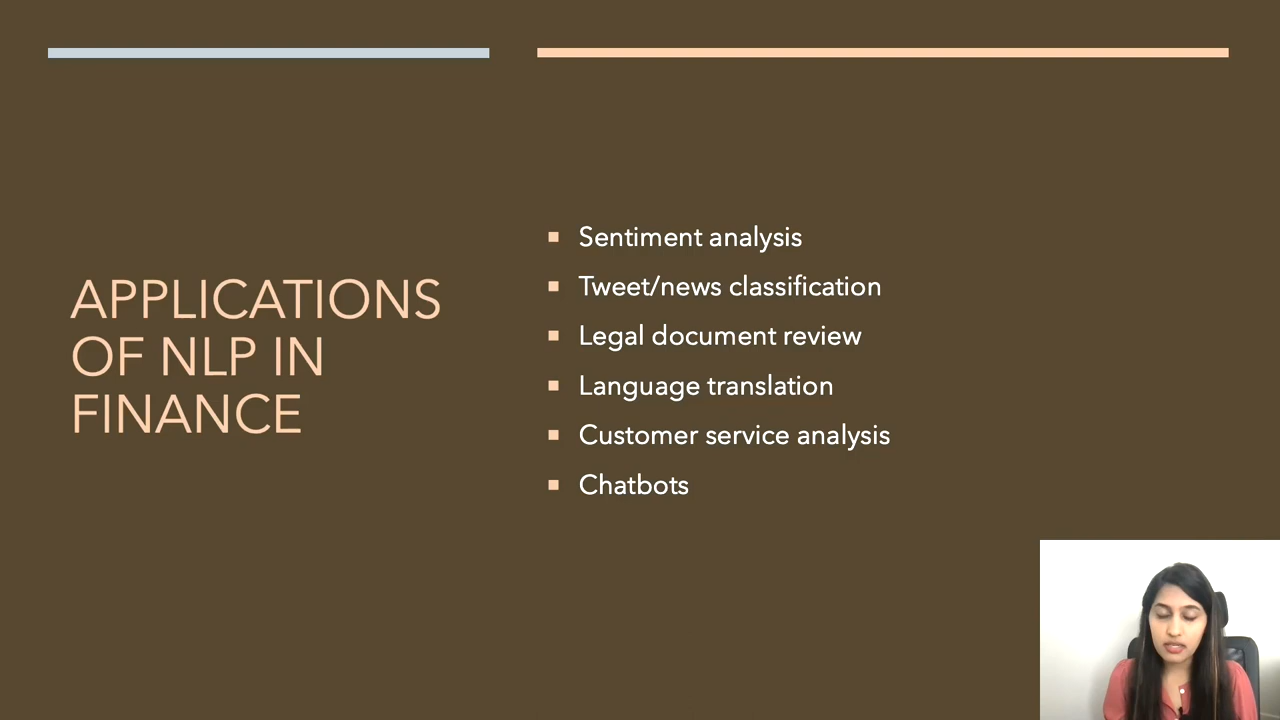 APPLICATIONS
OF NLP IN
FINANCE
Sentiment analysis
Tweet/news classification
Legal document review
Language translation
Customer service analysis
Chatbots